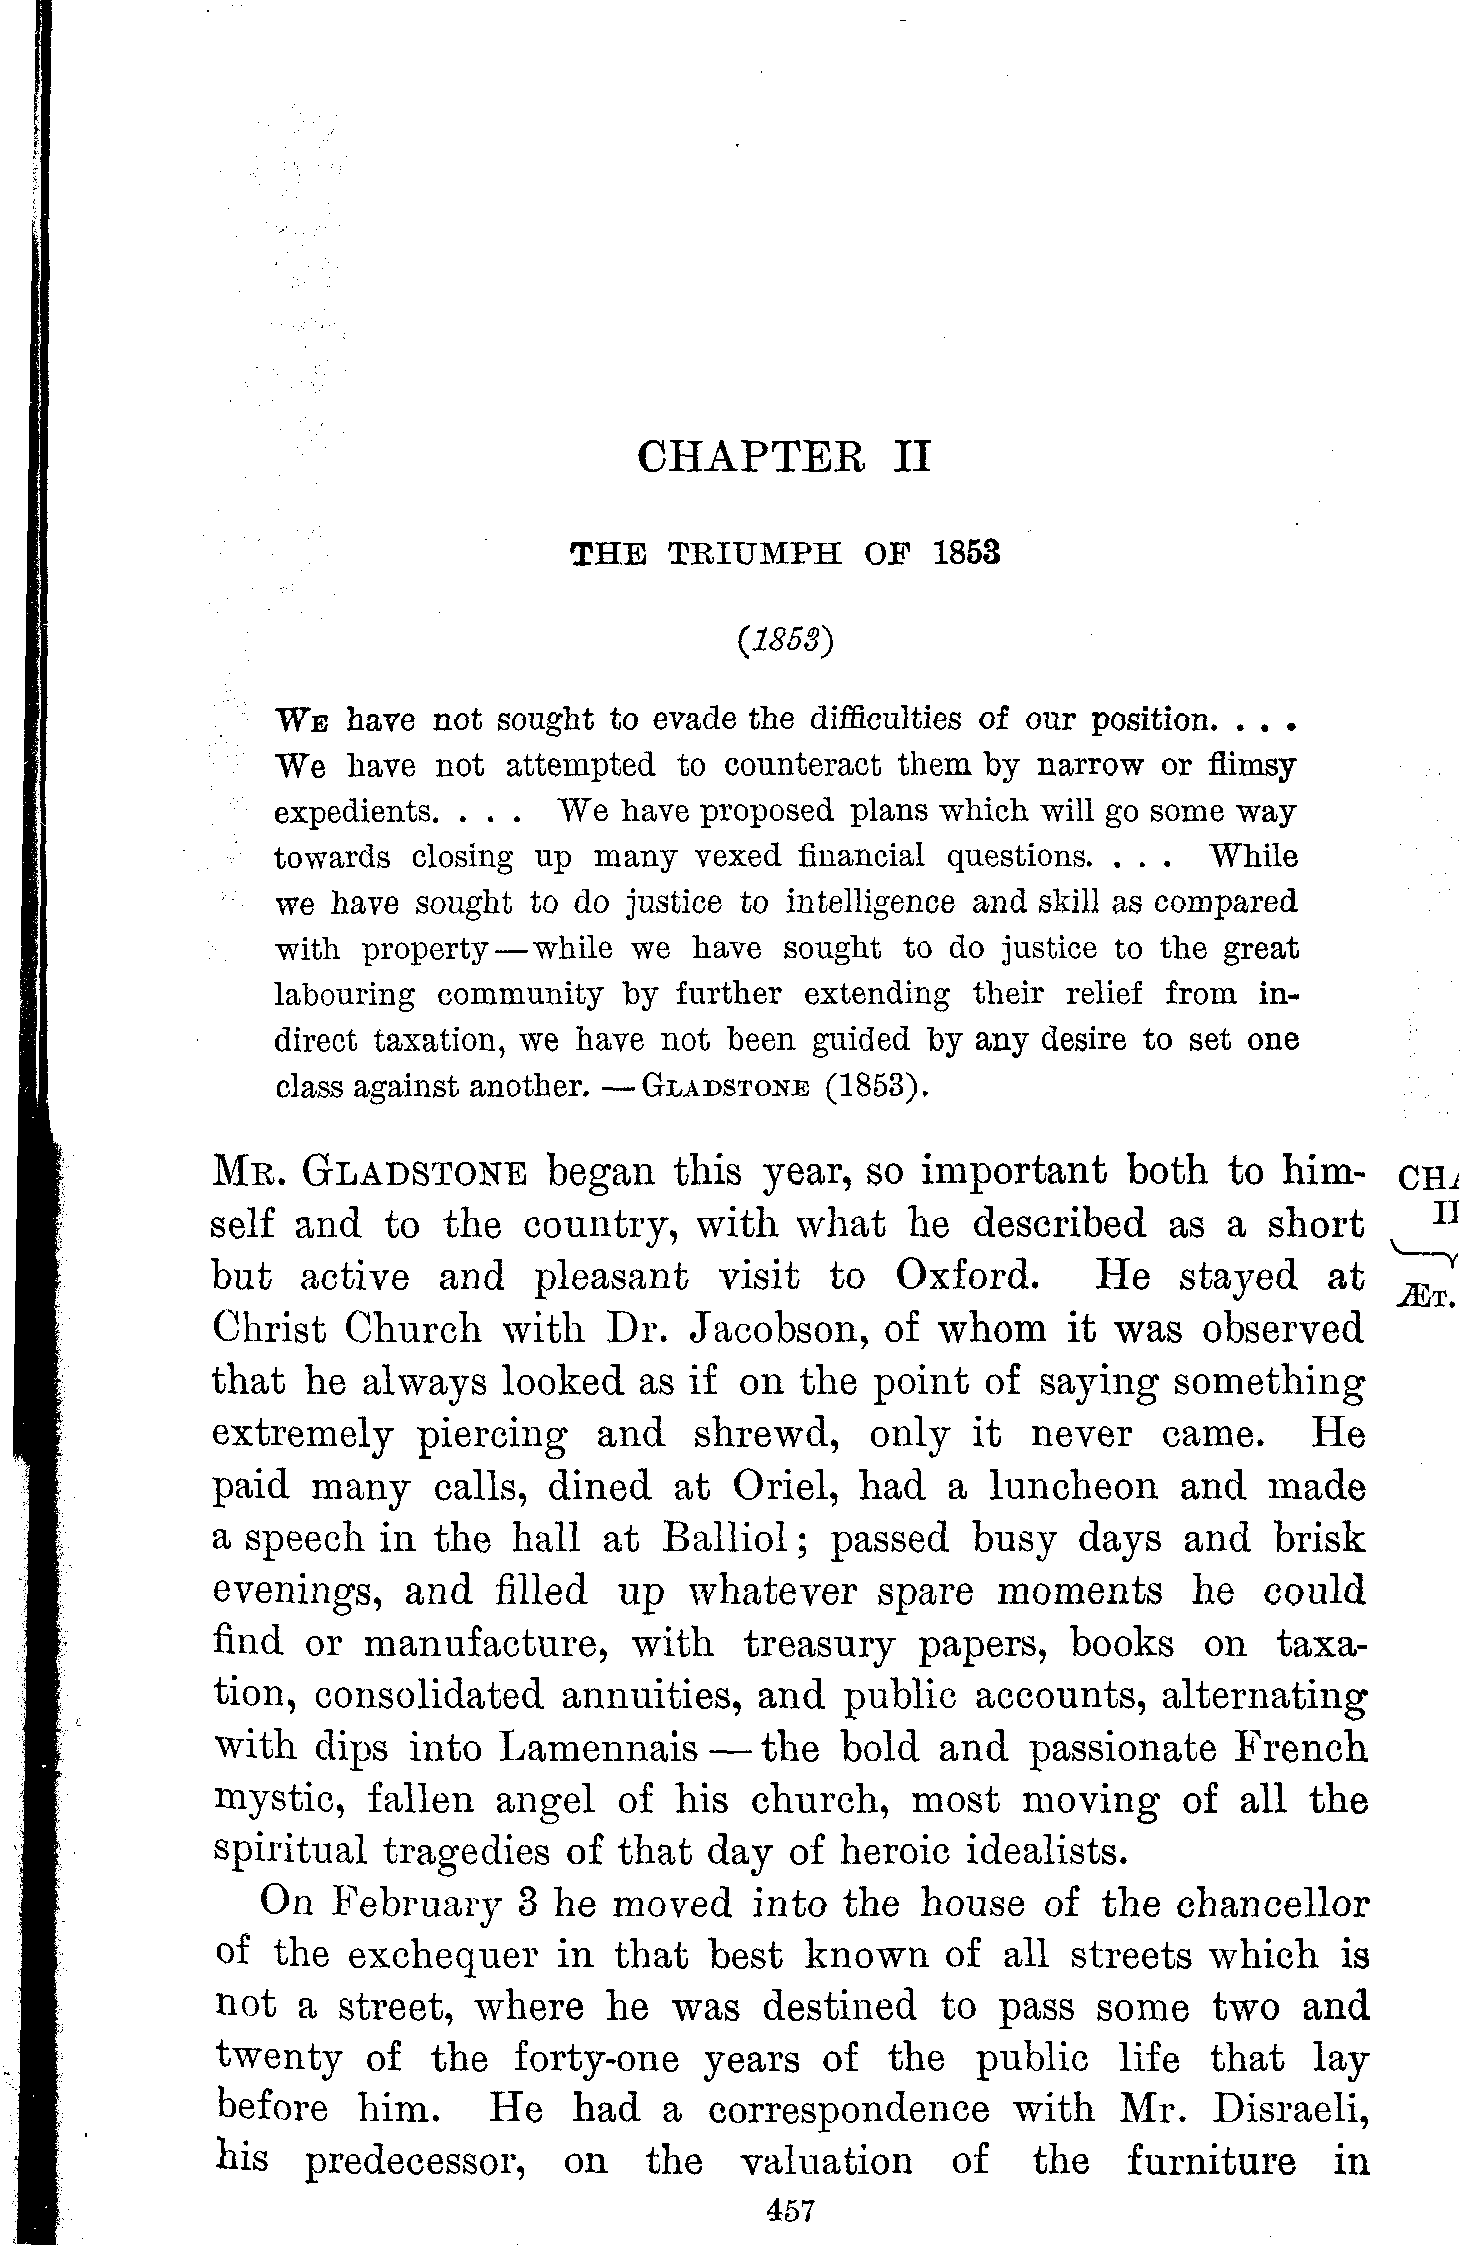 CHAPTER II
THE TRIUMPH OF 1853
(1853)
WE have not sought to evade the difficulties of our position. . . .
We have not attempted to counteract them by narrow or flimsy
expedients. . . . We have proposed plans which will go some way
towards closing up many vexed financial questions. . . . While
we have sought to do justice to intelligence and skill as compared
with property—while we have sought to do justice to the great
labouring community by further extending their relief from in-
direct taxation, we have not been guided by any desire to set one
class against another. — GLADSTONE (1853).
MR. GLADSTONE began this year, so important both to him-
self and to the country, with what he described as a short
but active and pleasant visit to Oxford. He stayed at
Christ Church with Dr. Jacobson, of whom it was observed
that he always looked as if on the point of saying something
extremely piercing and shrewd, only it never came. He
paid many calls, dined at Oriel, had a luncheon and made
a speech in the hall at Balliol; passed busy days and brisk
evenings, and filled up whatever spare moments he could
find or manufacture, with treasury papers, books on taxa-
tion, consolidated annuities, and public accounts, alternating
with dips into Lamennais — the bold and passionate French
mystic, fallen angel of his church, most moving of all the
spiritual tragedies of that day of heroic idealists.
On February 3 he moved into the house of the chancellor
of the exchequer in that best known of all streets which is
not a street, where he was destined to pass some two and
twenty of the forty-one years of the public life that lay
before him. He had a correspondence with Mr. Disraeli,
his predecessor, on the valuation of the furniture in
457
II
ÆT.